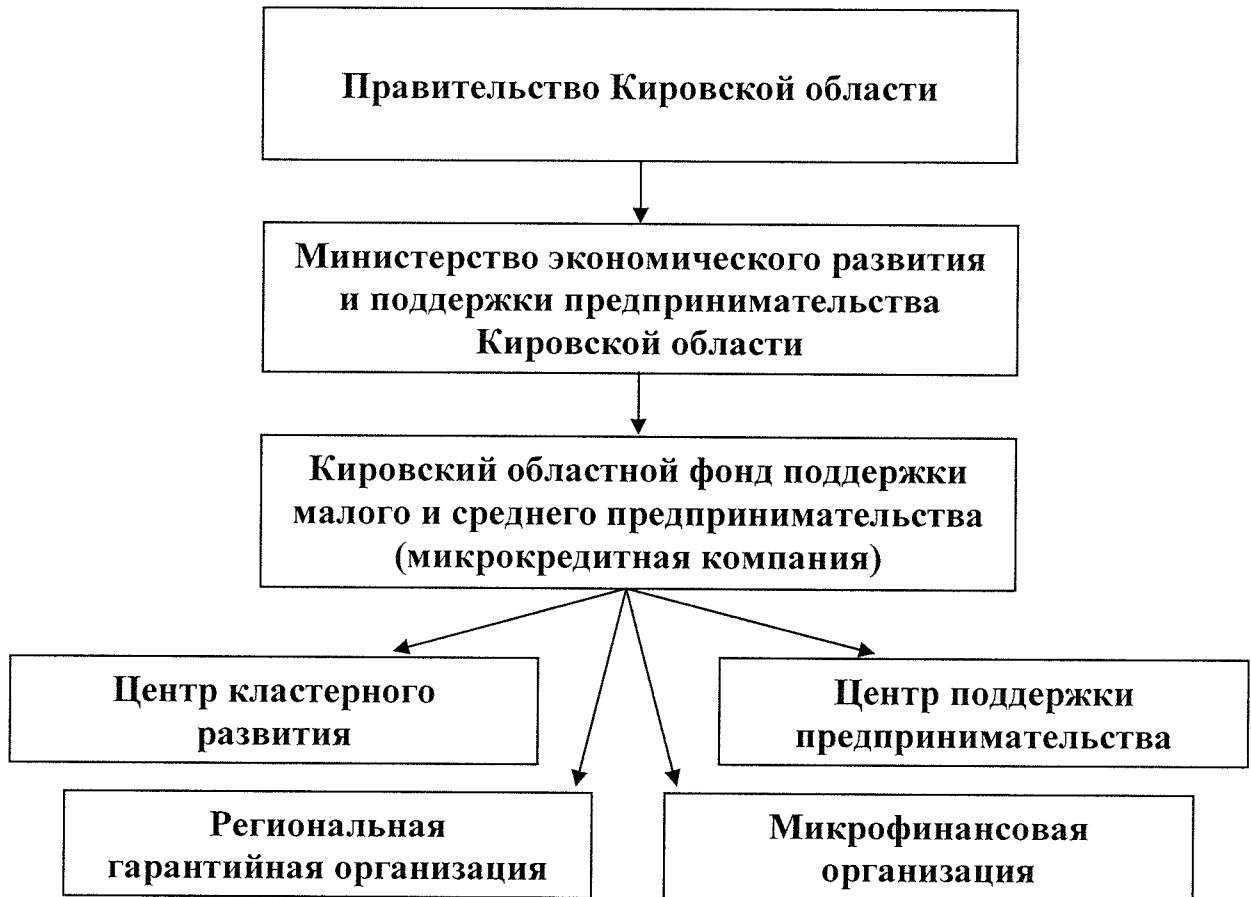 Правительство Кировской области
Министерство экономического развития
и поддержки предпринимательства
Кировской области
Кировский областной фонд поддержки
малого и среднего предпринимательства
(микрокредитная компания)
Центр кластерного
развития
Центр поддержки
предпринимательства
Региональная
гарантийная организация
Микрофинансовая
организация